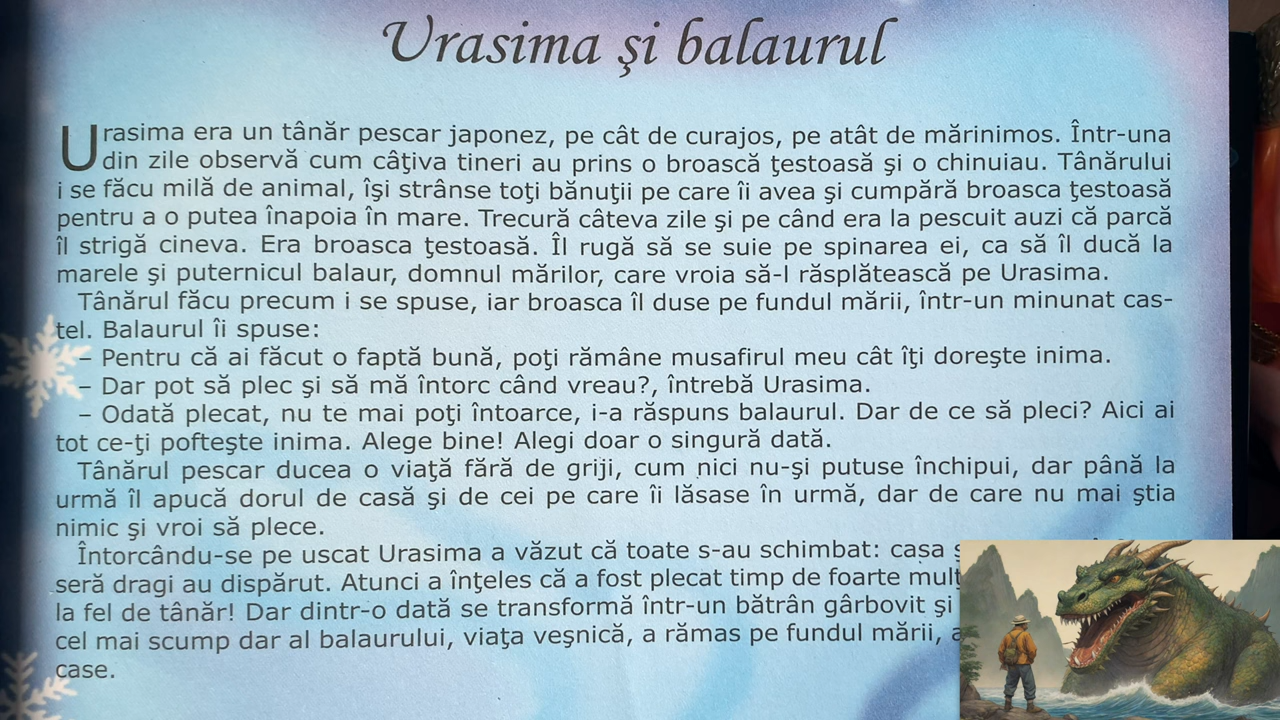 Urasima şi balaurul
Urasima era un tânăr pescar japonez, pe cât de curajos, pe atât de mărinimos. Într-una
din zile observă cum câţiva tineri au prins o broască ţestoasă şi o chinuiau. Tânărului
i se făcu milă de animal, îşi strânse toţi bănuţii pe care îi avea şi cumpără broasca ţestoasă
pentru a o putea înapoia în mare. Trecură câteva zile şi pe când era la pescuit auzi că parcă
îl strigă cineva. Era broasca ţestoasă. Îl rugă să se suie pe spinarea ei, ca să îl ducă la
marele şi puternicul balaur, domnul mărilor, care vroia să-l răsplătească pe Urasima.
Tânărul făcu precum i se spuse, iar broasca îl duse pe fundul mării, într-un minunat cas-
tel. Balaurul îi spuse:
– Pentru că ai făcut o faptă bună, poţi rămâne musafirul meu cât îţi doreşte inima.
– Dar pot să plec şi să mă întorc când vreau?, întrebă Urasima.
– Odată plecat, nu te mai poţi întoarce, i-a răspuns balaurul. Dar de ce să pleci? Aici ai
tot ce-ţi pofteşte inima. Alege bine! Alegi doar o singură dată.
Tânărul pescar ducea o viaţă fără de griji, cum nici nu-şi putuse închipui, dar până la
urmă îl apucă dorul de casă şi de cei pe care îi lăsase în urmă, dar de care nu mai ştia
nimic şi vroi să plece.
Întorcându-se pe uscat Urasima a văzut că toate s-au schimbat: casa
seră dragi au dispărut. Atunci a înţeles că a fost plecat timp de foarte
la fel de tânăr! Dar dintr-o dată se transformă într-un bătrân gârbovit şi
cel mai scump dar al balaurului, viaţa veşnică, a rămas pe fundul mării,
case.